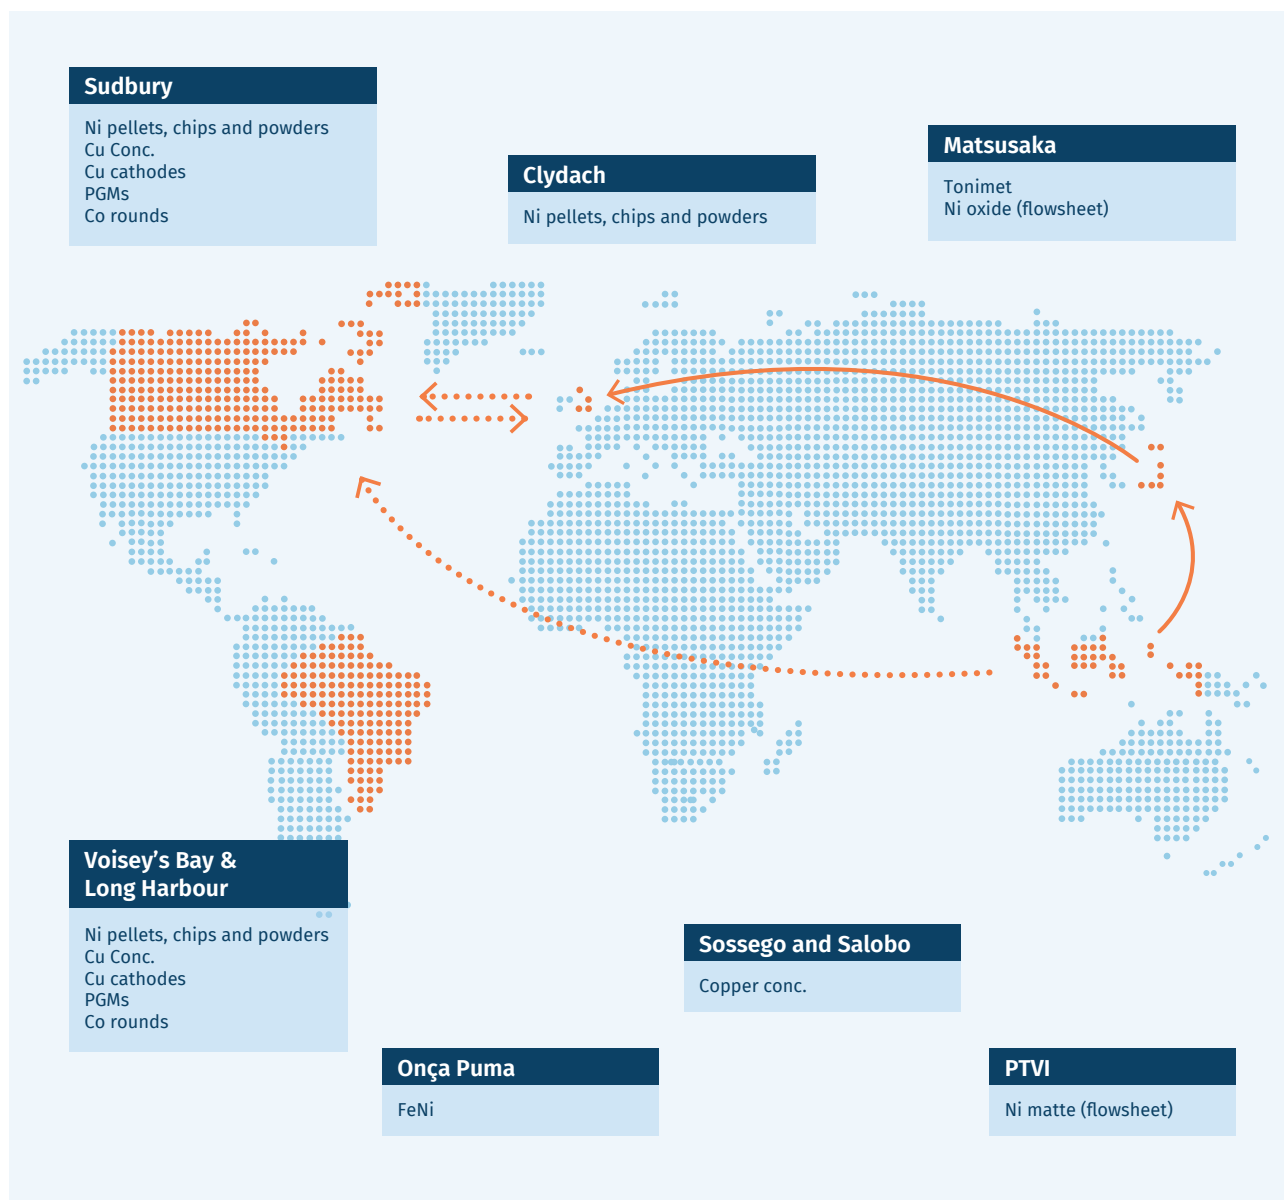 Sudbury
Ni pellets, chips and powders
Cu Conc.
Cu cathodes
PGMs
Co rounds
Clydach
Ni pellets, chips and powders
Matsusaka
Tonimet
Ni oxide (flowsheet)
Voisey’s Bay &
Long Harbour
Ni pellets, chips and powders
Cu Conc.
Cu cathodes
PGMs
Co rounds
Sossego and Salobo
Copper conc.
Onça Puma
FeNi
PTVI
Ni matte (flowsheet)